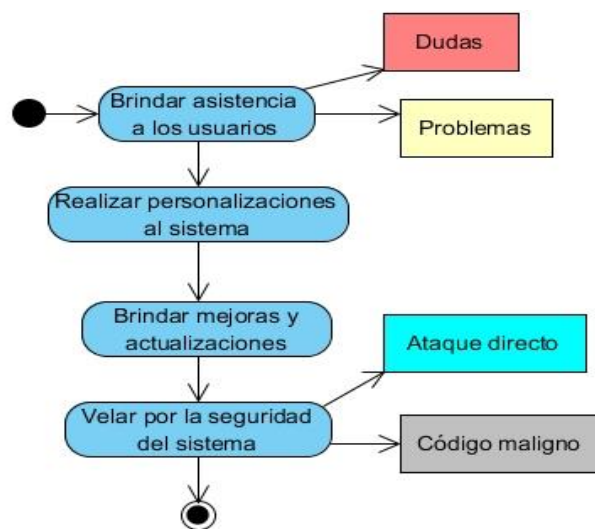 Dudas
Brindar asistencia
a los usuarios
Problemas
Realizar personalizaciones
al sistema
Brindar mejoras y
actualizaciones
Ataque directo
Velar por la seguridad
del sistema
Código maligno